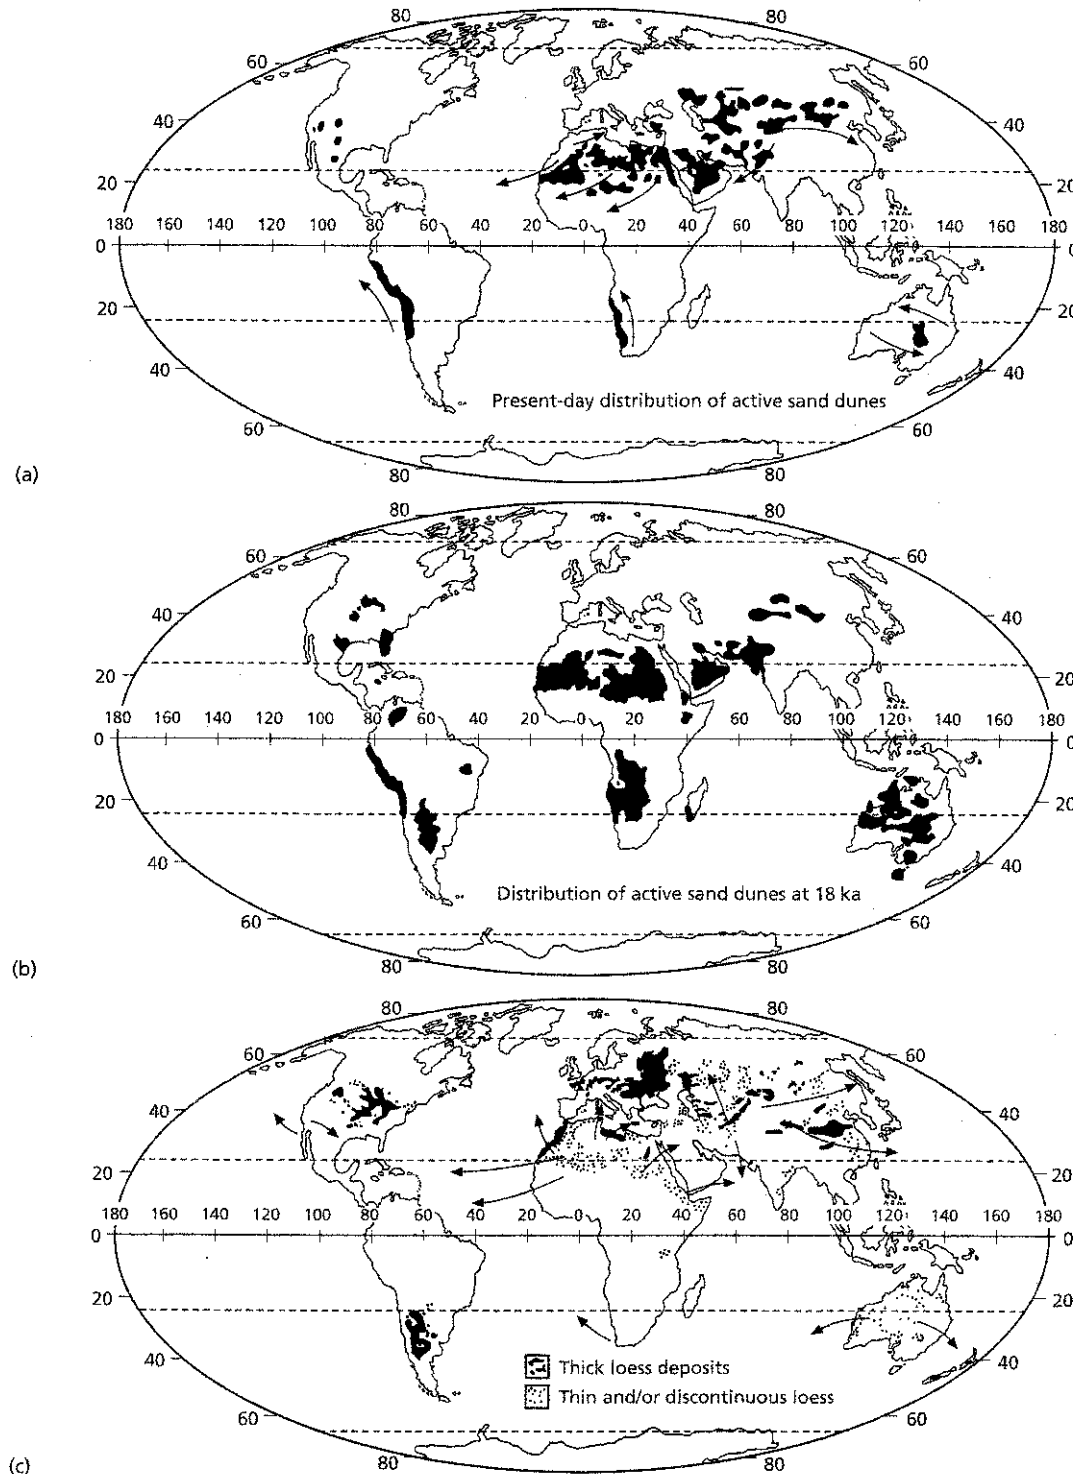 80 80
60 60
40 40
20 20
180 160 140 120 100 80 60 40 20 0 20 40 60 80 100 120 140 160 180
0 0
20 20
40 40
Present-day distribution of active sand dunes
60 60
(a)
80 80
80 80
60 60
40 40
20 20
180 160 140 120 100 80 60 40 20 0 20 40 60 80 100 120 140 160 180
0 0
20 20
40 40
Distribution of active sand dunes at 18 ka
60 60
(b)
80 80
80 80
60 60
40 40
20 20
180 160 140 120 100 80 60 40 20 0 20 40 60 80 100 120 140 160 180
0 0
20 20
40 40
Thick loess deposits
Thin and/or discontinuous loess
60 60
80 80
(c)